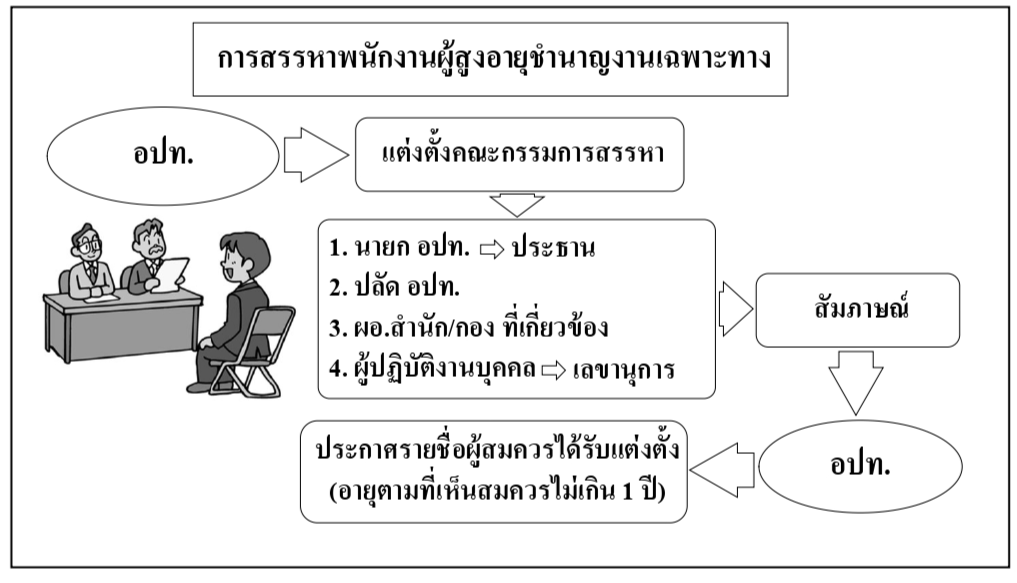 การสรรหาพนักงานผู้สูงอายุชำนาญงานเฉพาะทาง
อปท.
แต่งตั้งคณะกรรมการสรรหา
1. นายก อปท. ⇨ ประธาน
2. ปลัด อปท.
3. ผอ.สำนัก/กอง ที่เกี่ยวข้อง
4. ผู้ปฏิบัติงานบุคคล ⇨ เลขานุการ
สัมภาษณ์
อปท.
ประกาศรายชื่อผู้สมควรได้รับแต่งตั้ง
(อายุตามที่เห็นสมควรไม่เกิน 1 ปี)